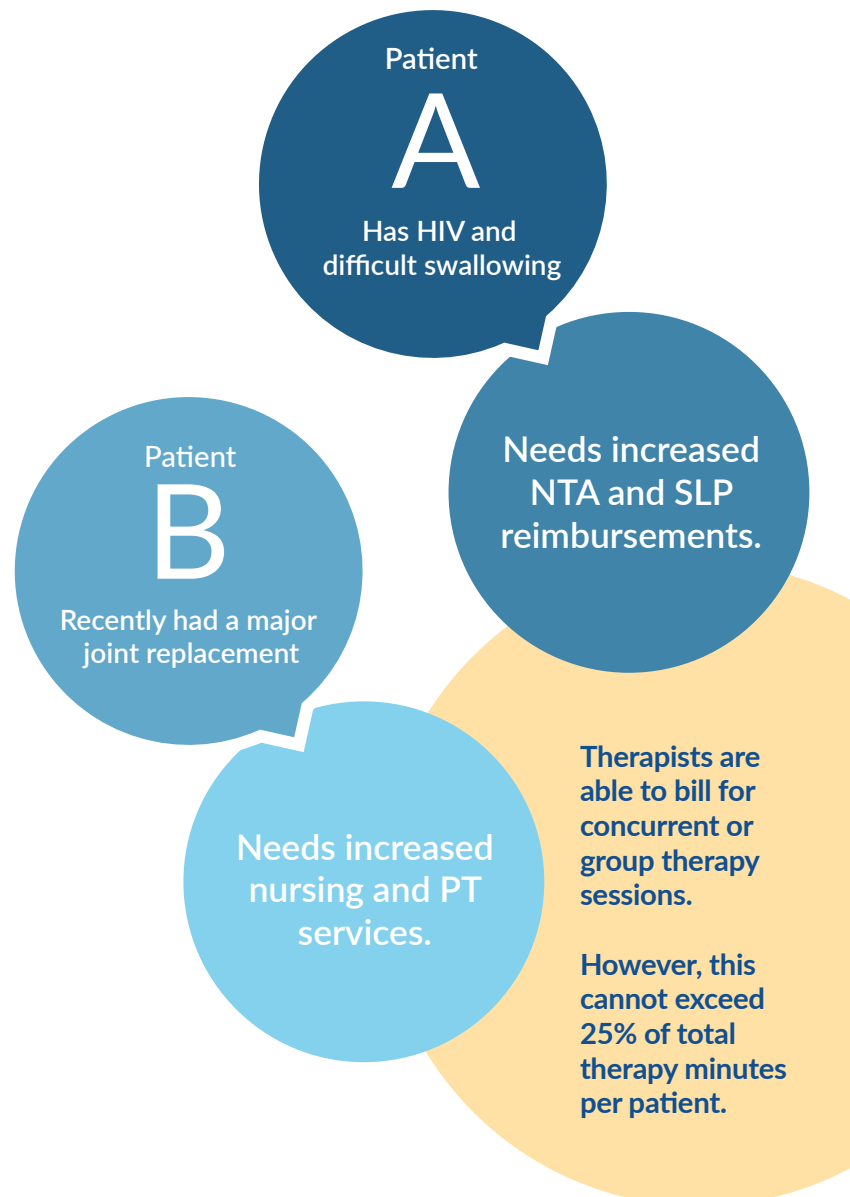 Patient
A
Has HIV and
difficult swallowing
Needs increased
NTA and SLP
reimbursements.
Patient
B
Recently had a major
joint replacement
Needs increased
nursing and PT
services.
Therapists are
able to bill for
concurrent or
group therapy
sessions.
However, this
cannot exceed
25% of total
therapy minutes
per patient.